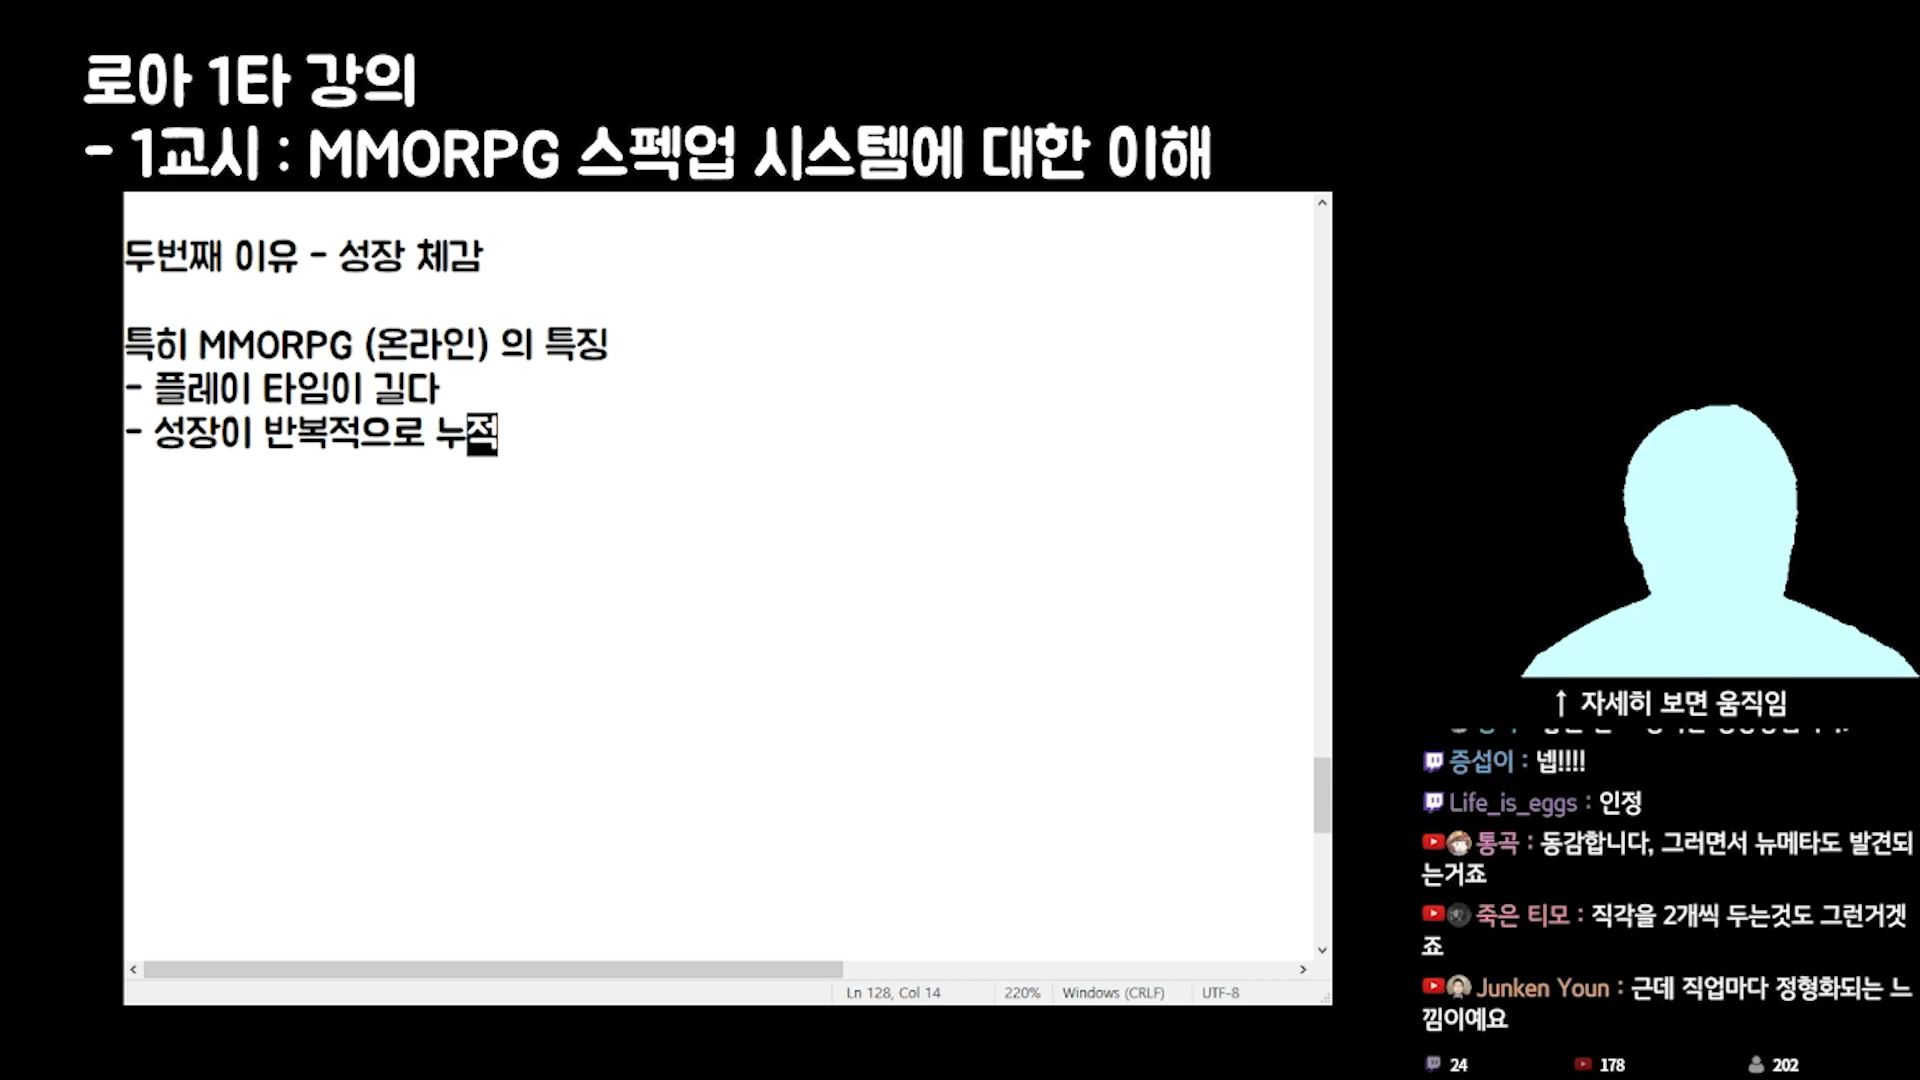 로아 1타 강의
- 1교시 : MMORPG 스펙업 시스템에 대한 이해
두번째 이유 - 성장 체감
특히 MMORPG (온라인) 의 특징
- 플레이 타임이 길다
- 성장이 반복적으로 누적
Ln 128, Col 14
220%
Windows (CRLF)
UTF-8
↑ 자세히 보면 움직임
증섭이 : 넵!!!!
Life_is_eggs : 인정
통곡 : 동감합니다, 그러면서 뉴메타도 발견되
는거죠
죽은 티모 : 직각을 2개씩 두는것도 그런거겟
죠
Junken Youn : 근데 직업마다 정형화되는 느
낌이예요
24
178
202